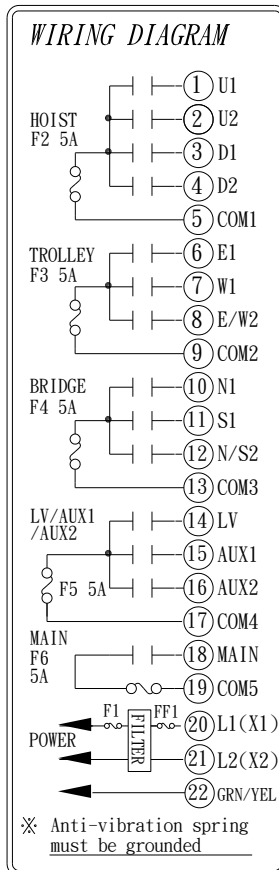 WIRING DIAGRAM
1 U1
HOIST
F2 5A
2 U2
3 D1
4 D2
5 COM1
TROLLEY
F3 5A
6 E1
7 W1
8 E/W2
9 COM2
BRIDGE
F4 5A
10 N1
11 S1
12 N/S2
13 COM3
LV/AUX1
/AUX2
14 LV
15 AUX1
F5 5A
16 AUX2
17 COM4
MAIN
F6
5A
18 MAIN
19 COM5
F1 FILTER FF1 20 L1(X1)
POWER
21 L2(X2)
22 GRN/YEL
※ Anti-vibration spring
must be grounded